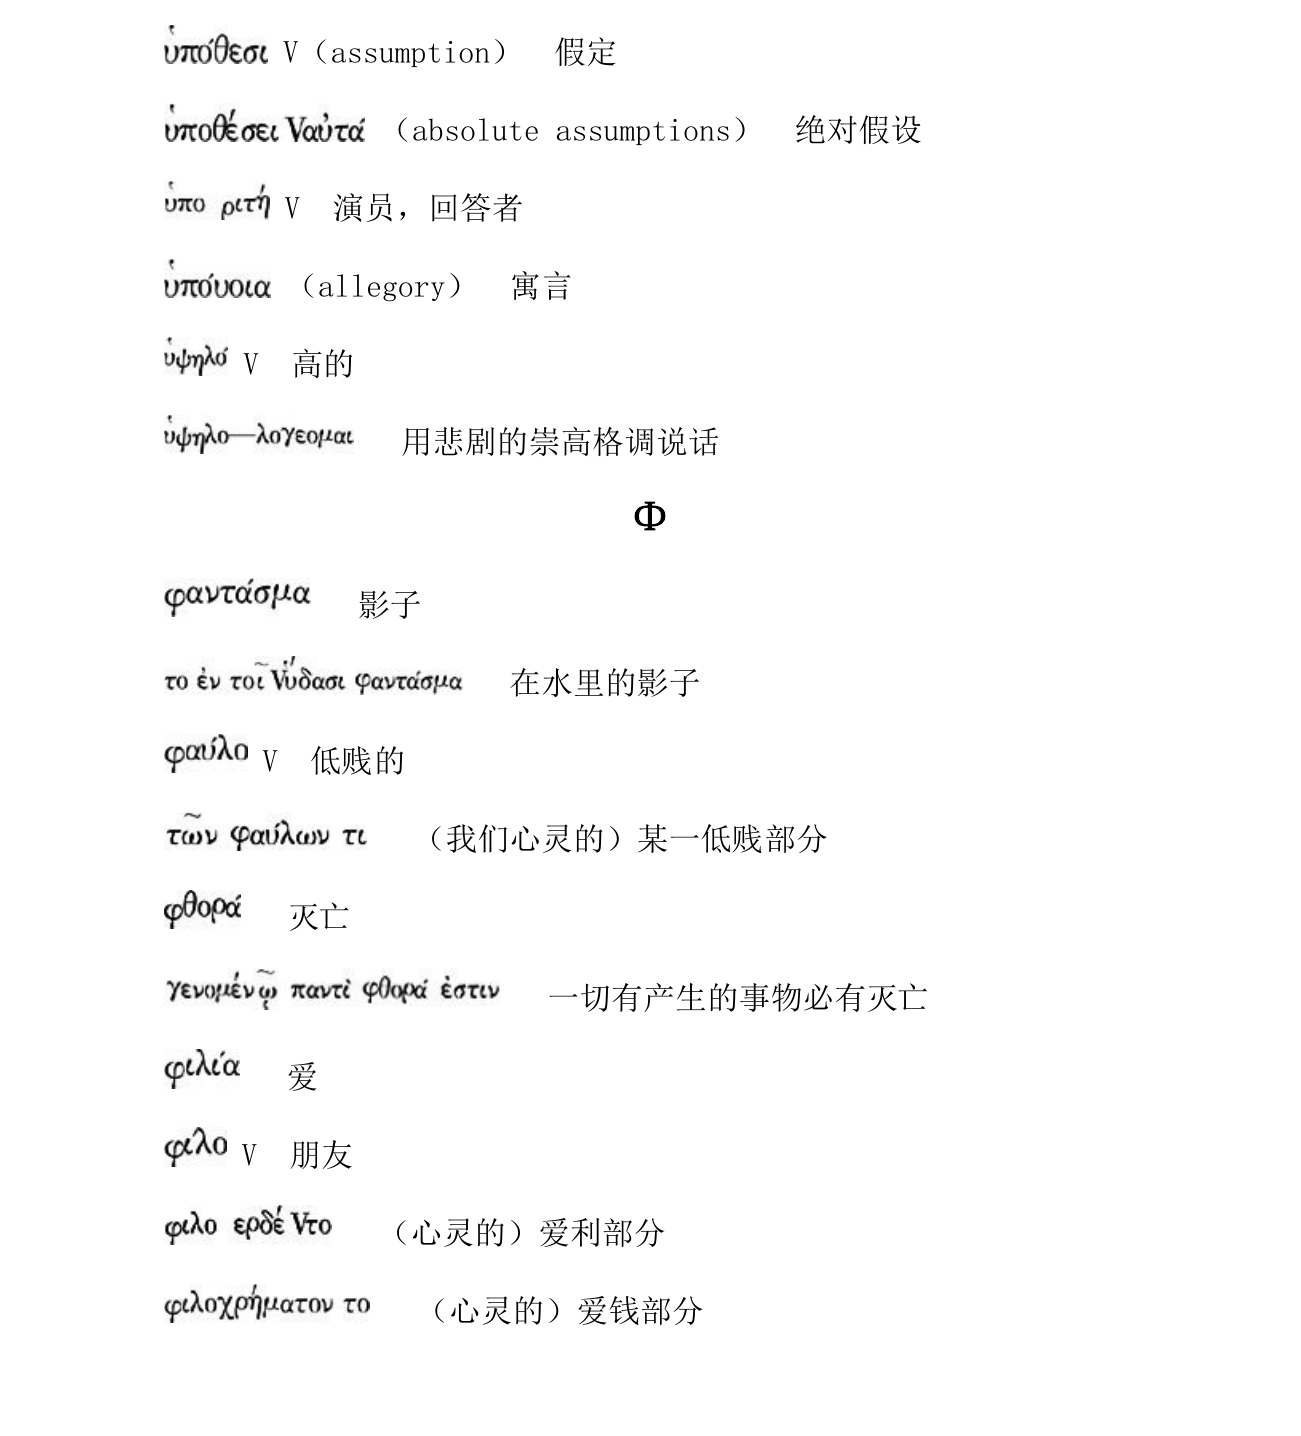 ὑπόθεσι V（assumption） 假定
ὑποθέσει Vαὐτά （absolute assumptions） 绝对假设
ὑπο ριτή V 演员，回答者
ὑπόυοια （allegory） 寓言
ὑψηλό V 高的
ὑψηλο—λογεομαι 用悲剧的崇高格调说话
Φ
φαντάσμα 影子
το ἐν τοῖ Vὕδασι φαντάσμα 在水里的影子
φαύλο V 低贱的
τῶν φαύλων τι （我们心灵的）某一低贱部分
φθορά 灭亡
γενομένῷ παντὶ φθορά ἐστιν 一切有产生的事物必有灭亡
φιλία 爱
φίλο V 朋友
φιλο ερδέ Vτο （心灵的）爱利部分
φιλοχρήματον το （心灵的）爱钱部分